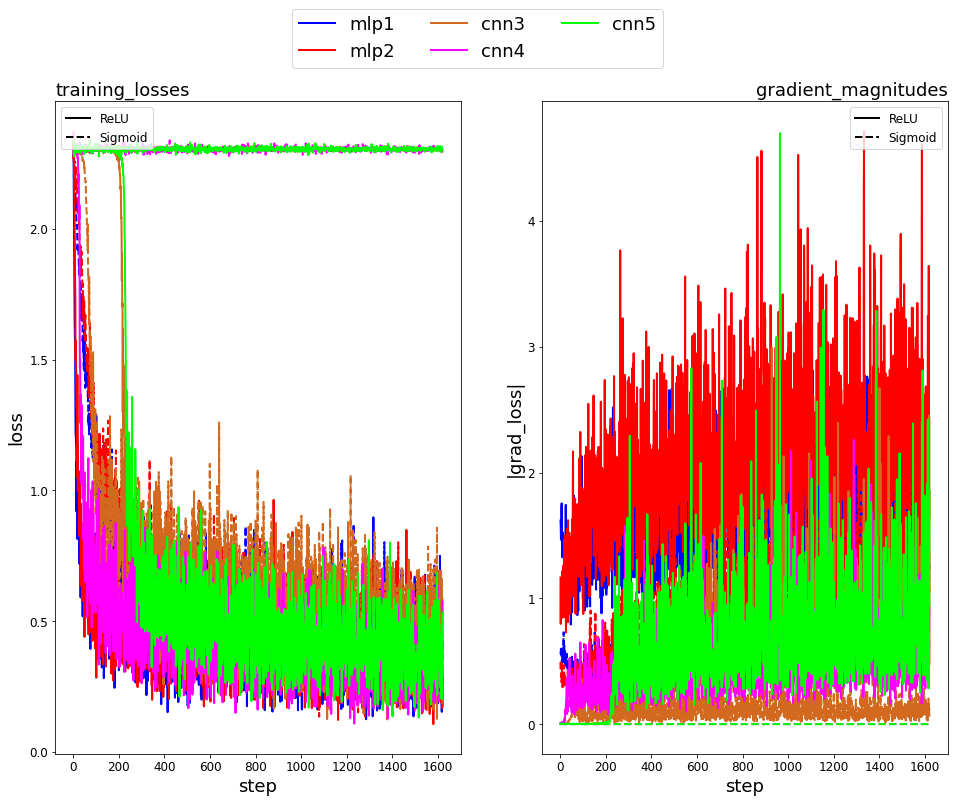 mlp1 cnn3 cnn5
mlp2 cnn4
training_losses
gradient_magnitudes
ReLU
Sigmoid
ReLU
Sigmoid
loss
2.0
1.5
1.0
0.5
0.0
0 200 400 600 800 1000 1200 1400 1600
step
|grad_loss|
4
3
2
1
0
0 200 400 600 800 1000 1200 1400 1600
step